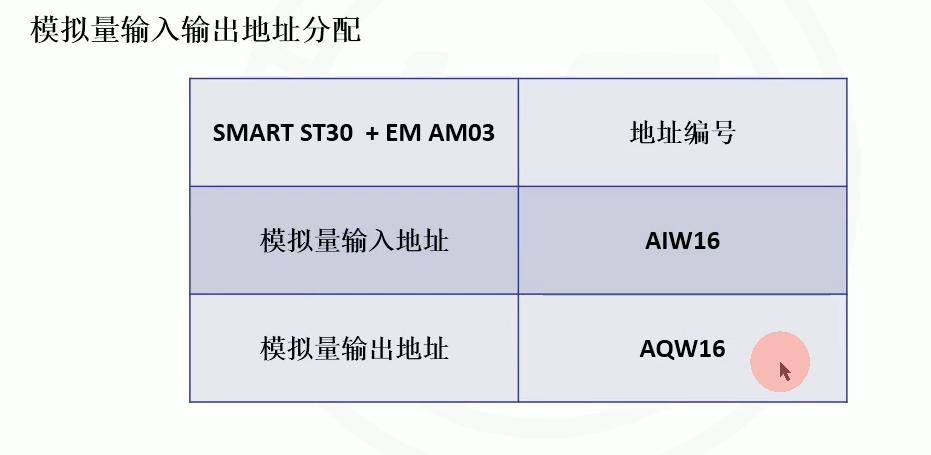 模拟量输入输出地址分配
SMART ST30 + EM AM03
地址编号
模拟量输入地址
AIW16
模拟量输出地址
AQW16